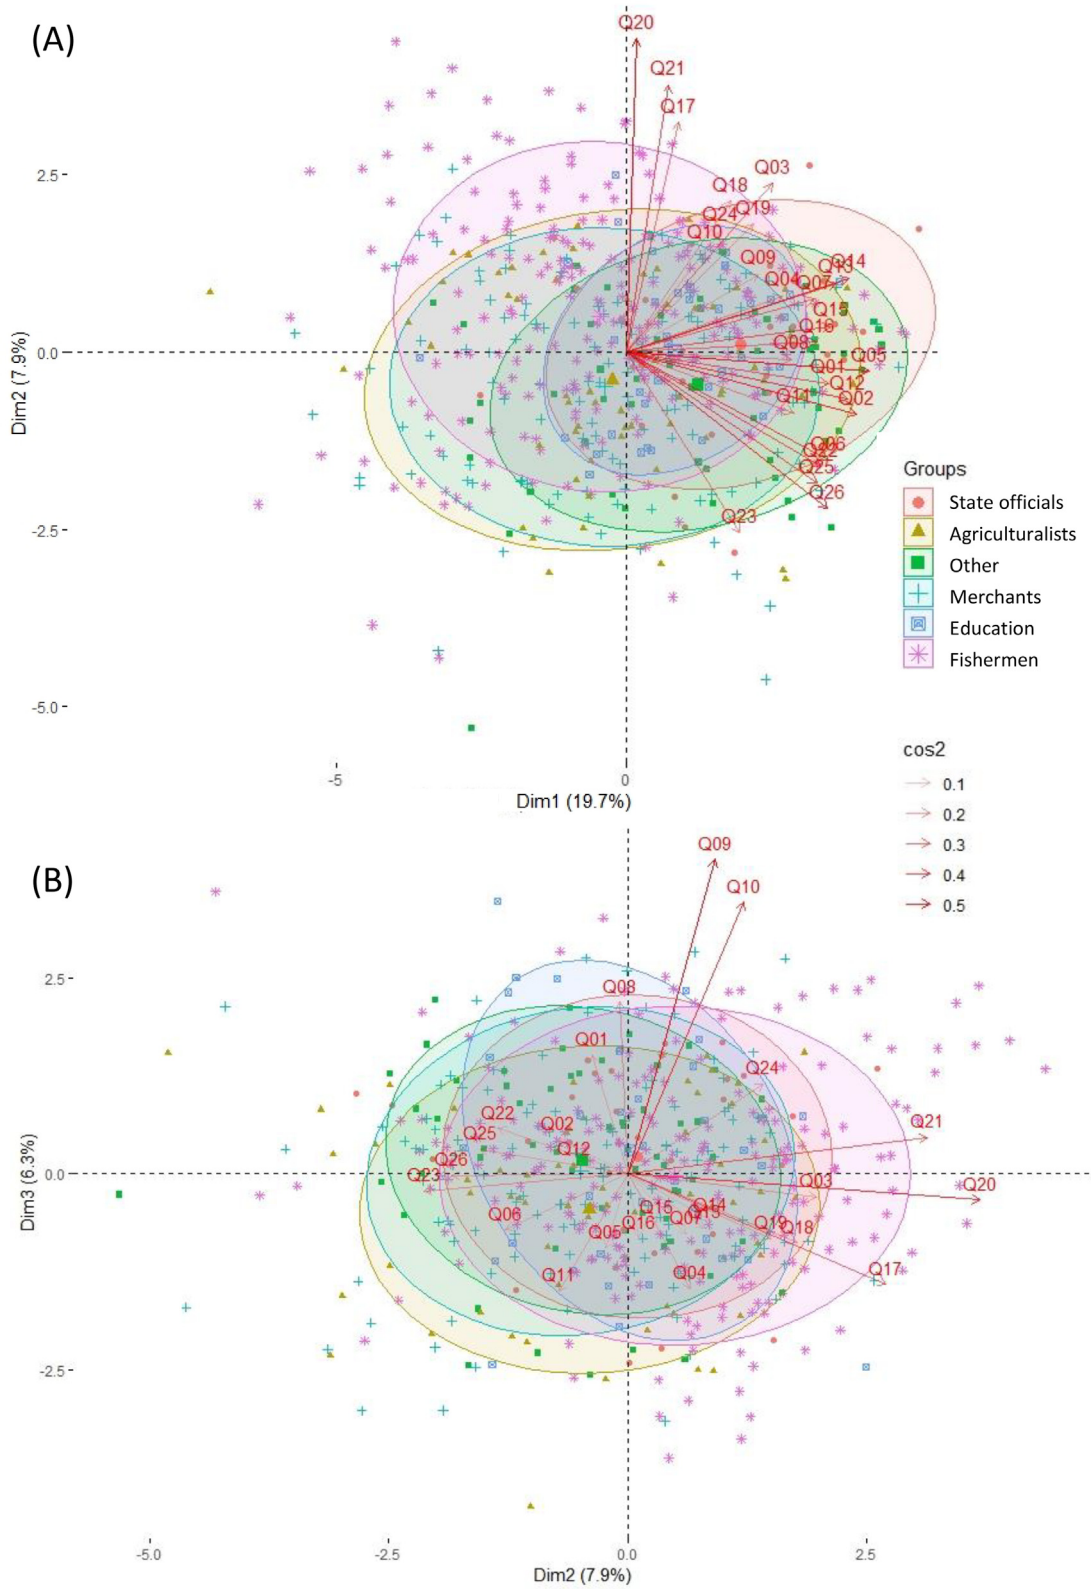 (A)
Q20
Q21
Q17
Q03
Q18
Q24
Q19
Q10
Q09
Q14
Q13
Q04
Q07
Q15
Q16
Q08
Q05
Q01
Q12
Q11
Q02
Q06
Q22
Q25
Q26
Q23
2.5
0.0
-2.5
-5.0
Dim2 (7.9%)
-5
0
Dim1 (19.7%)
Groups
State officials
Agriculturalists
Other
Merchants
Education
Fishermen
cos2
0.1
0.2
0.3
0.4
0.5
(B)
Q09
Q10
Q08
Q01
Q24
Q22
Q02
Q21
Q25
Q12
Q26
Q23
Q03
Q20
Q06
Q05
Q16
Q15
Q07
Q14
Q19
Q18
Q11
Q04
Q17
2.5
0.0
-2.5
Dim3 (6.3%)
-5.0
-2.5
0.0
2.5
Dim2 (7.9%)